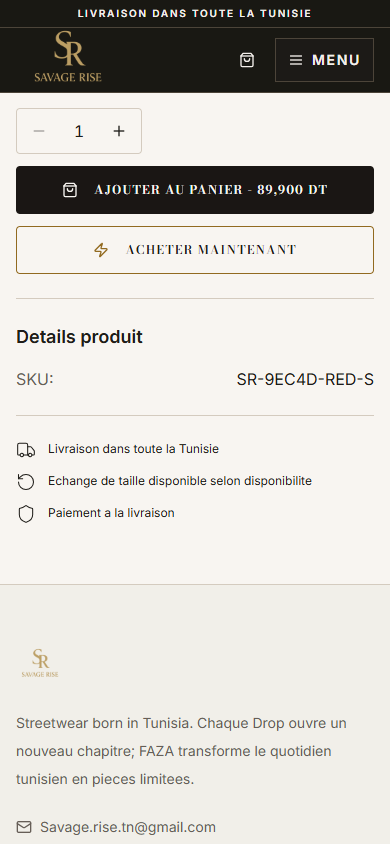 LIVRAISON DANS TOUTE LA TUNISIE
SR
SAVAGE RISE
MENU
1
AJOUTER AU PANIER - 89,900 DT
ACHETER MAINTENANT
Details produit
SKU: SR-9EC4D-RED-S
Livraison dans toute la Tunisie
Echange de taille disponible selon disponibilite
Paiement a la livraison
SR
SAVAGE RISE
Streetwear born in Tunisia. Chaque Drop ouvre un
nouveau chapitre; FAZA transforme le quotidien
tunisien en pieces limitees.
Savage.rise.tn@gmail.com